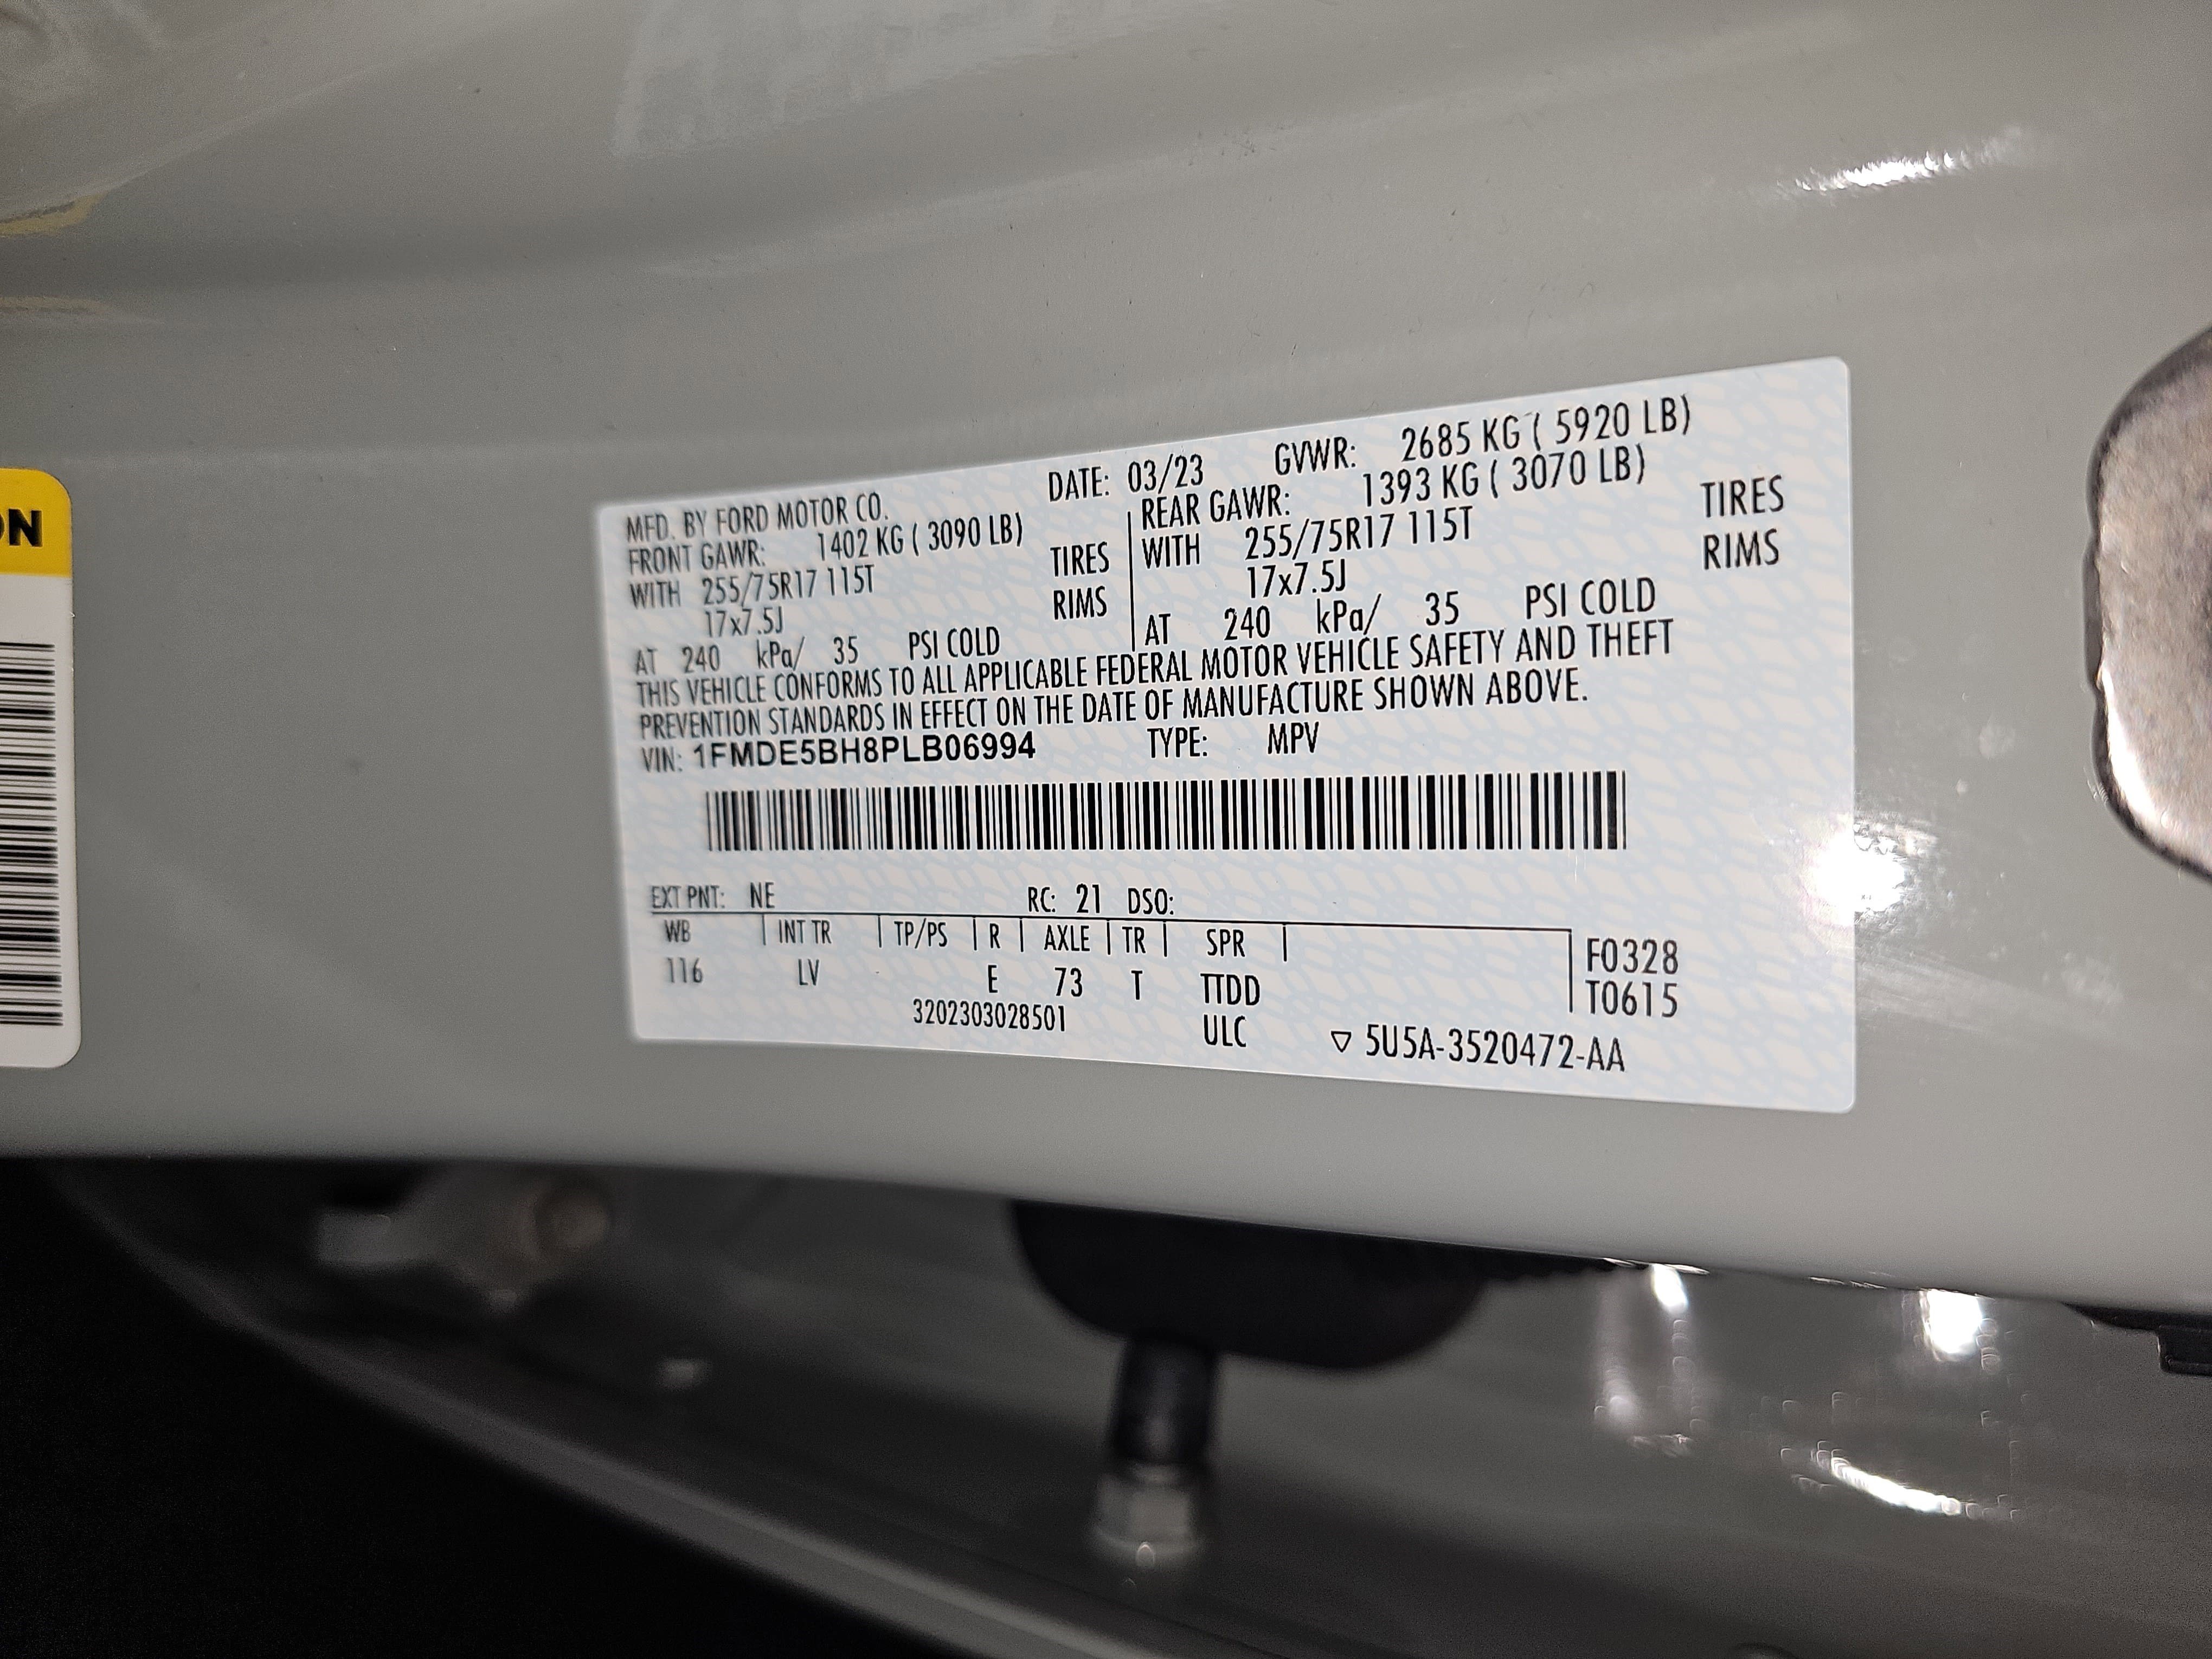 ON
MFD. BY FORD MOTOR CO. DATE: 03/23 GVWR: 2685 KG ( 5920 LB)
FRONT GAWR: 1402 KG ( 3090 LB) REAR GAWR: 1393 KG ( 3070 LB)
WITH 255/75R17 115T TIRES WITH 255/75R17 115T TIRES
17x7.5J RIMS 17x7.5J RIMS
AT 240 kPa/ 35 PSI COLD AT 240 kPa/ 35 PSI COLD
THIS VEHICLE CONFORMS TO ALL APPLICABLE FEDERAL MOTOR VEHICLE SAFETY AND THEFT
PREVENTION STANDARDS IN EFFECT ON THE DATE OF MANUFACTURE SHOWN ABOVE.
VIN: 1FMDE5BH8PLB06994 TYPE: MPV
EXT PNT: NE RC: 21 DSO:
WB INT TR TP/PS R AXLE TR SPR F0328
116 LV E 73 T TTDD T0615
3202303028501 ULC ▽ 5U5A-3520472-AA